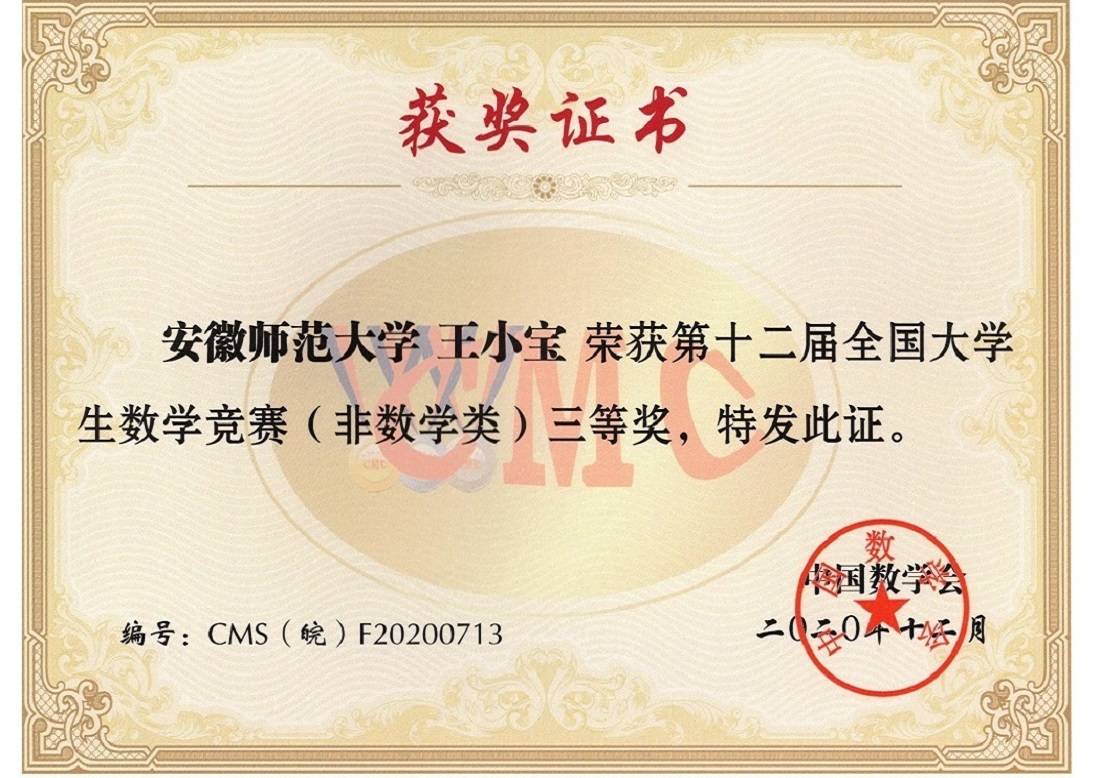 获奖证书
安徽师范大学 王小宝 荣获第十二届全国大学
生数学竞赛（非数学类）三等奖，特发此证。
CMC
中国数学会
中国数学会
编号：CMS（皖）F20200713
二〇二〇年十二月